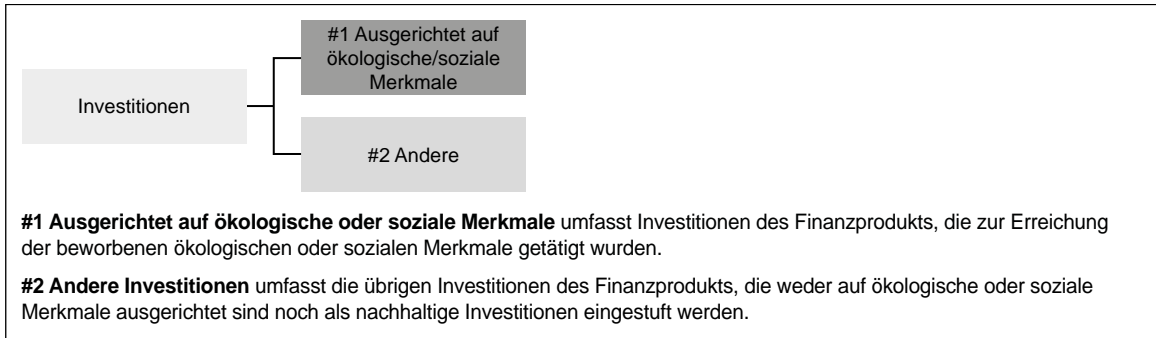 #1 Ausgerichtet auf
ökologische/soziale
Merkmale
Investitionen
#2 Andere
#1 Ausgerichtet auf ökologische oder soziale Merkmale umfasst Investitionen des Finanzprodukts, die zur Erreichung
der beworbenen ökologischen oder sozialen Merkmale getätigt wurden.
#2 Andere Investitionen umfasst die übrigen Investitionen des Finanzprodukts, die weder auf ökologische oder soziale
Merkmale ausgerichtet sind noch als nachhaltige Investitionen eingestuft werden.